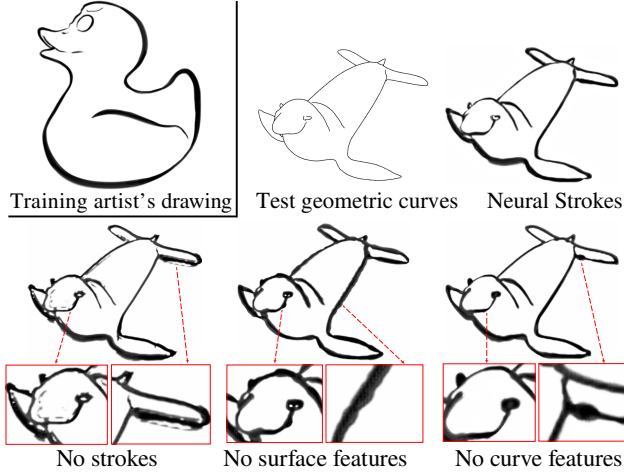 Training artist's drawing
Test geometric curves
Neural Strokes
No strokes
No surface features
No curve features